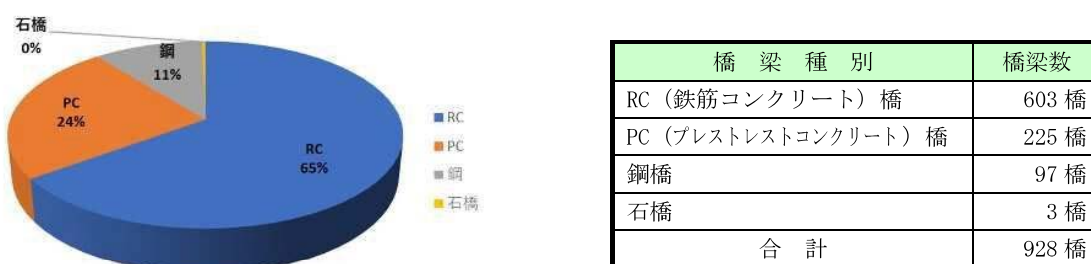 石橋
0%
鋼
11%
PC
24%
RC
65%
RC
PC
鋼
石橋
橋 梁 種 別 橋梁数
RC（鉄筋コンクリート）橋 603 橋
PC（プレストレストコンクリート）橋 225 橋
鋼橋 97 橋
石橋 3 橋
合 計 928 橋